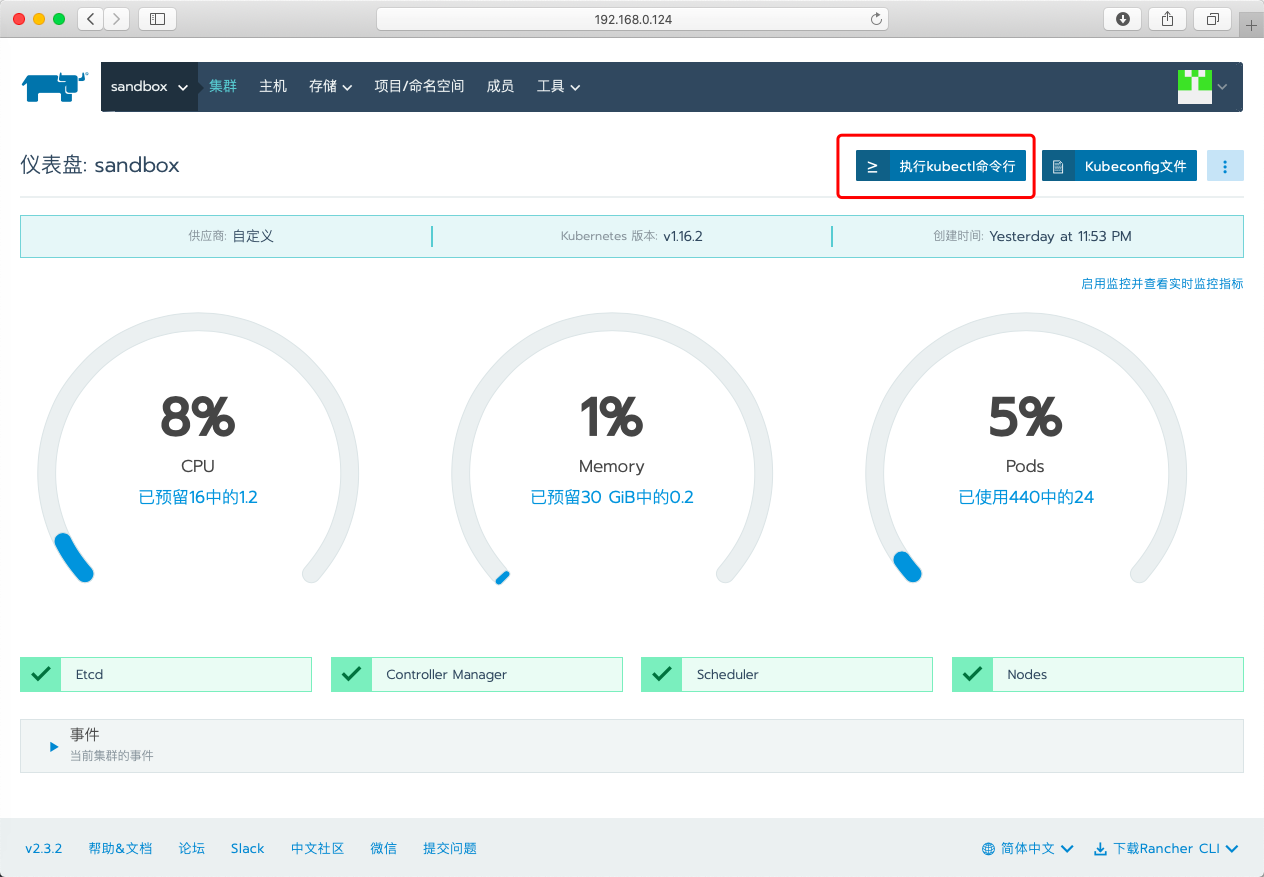 192.168.0.124
sandbox 集群 主机 存储 项目/命名空间 成员 工具
仪表盘: sandbox
执行kubectl命令行
Kubeconfig文件
供应商: 自定义
Kubernetes 版本: v1.16.2
创建时间: Yesterday at 11:53 PM
启用监控并查看实时监控指标
8%
CPU
已预留16中的1.2
1%
Memory
已预留30 GiB中的0.2
5%
Pods
已使用440中的24
Etcd
Controller Manager
Scheduler
Nodes
事件
当前集群的事件
v2.3.2 帮助&文档 论坛 Slack 中文社区 微信 提交问题 简体中文 下载Rancher CLI